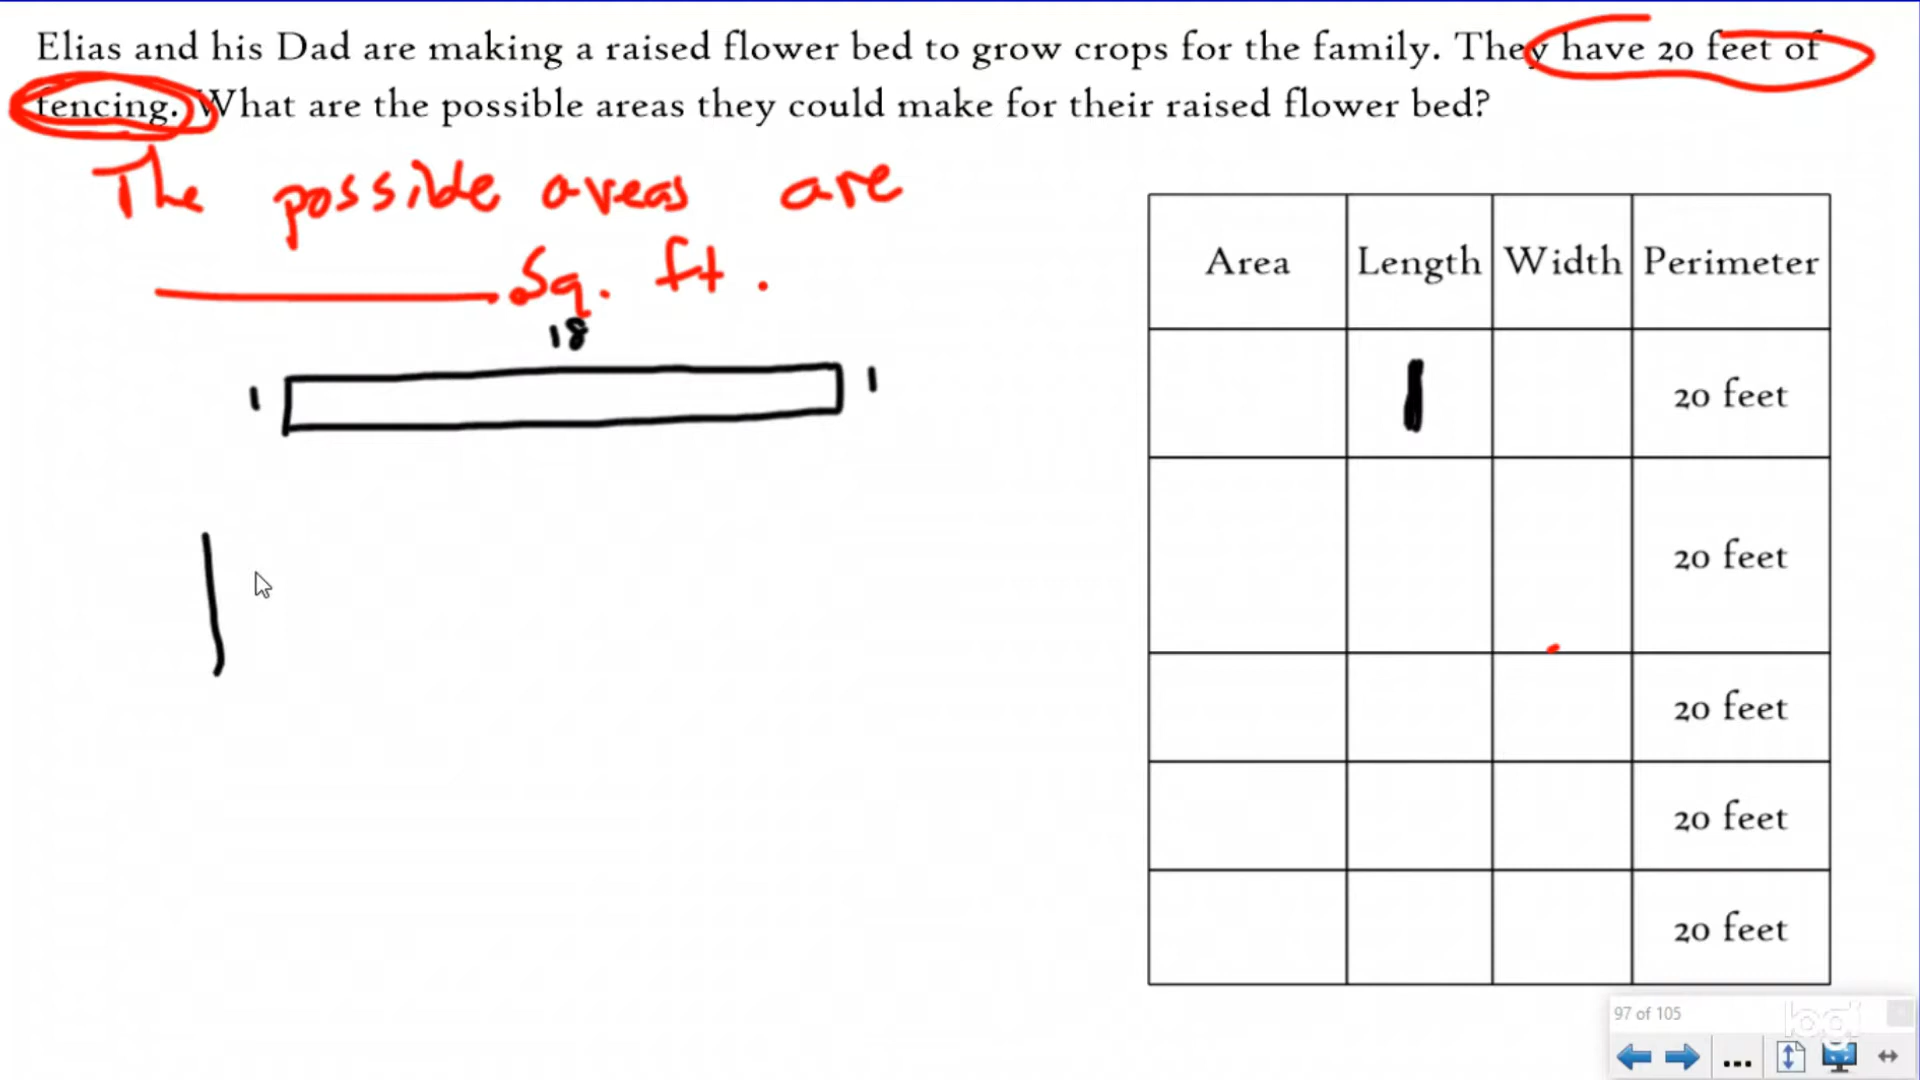 Elias and his Dad are making a raised flower bed to grow crops for the family. They have 20 feet of
fencing. What are the possible areas they could make for their raised flower bed?
The possible areas are
Sq. ft.
18
1 1
Area Length Width Perimeter
1 20 feet
20 feet
20 feet
20 feet
20 feet
97 of 105
logi